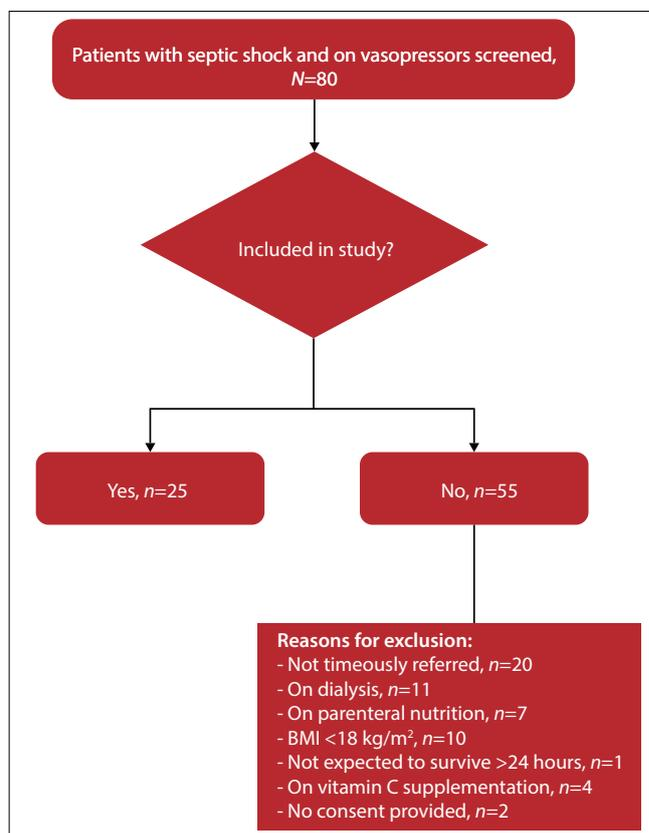 Patients with septic shock and on vasopressors screened,
N=80
Included in study?
Yes, n=25
No, n=55
Reasons for exclusion:
- Not timeously referred, n=20
- On dialysis, n=11
- On parenteral nutrition, n=7
- BMI <18 kg/m², n=10
- Not expected to survive >24 hours, n=1
- On vitamin C supplementation, n=4
- No consent provided, n=2